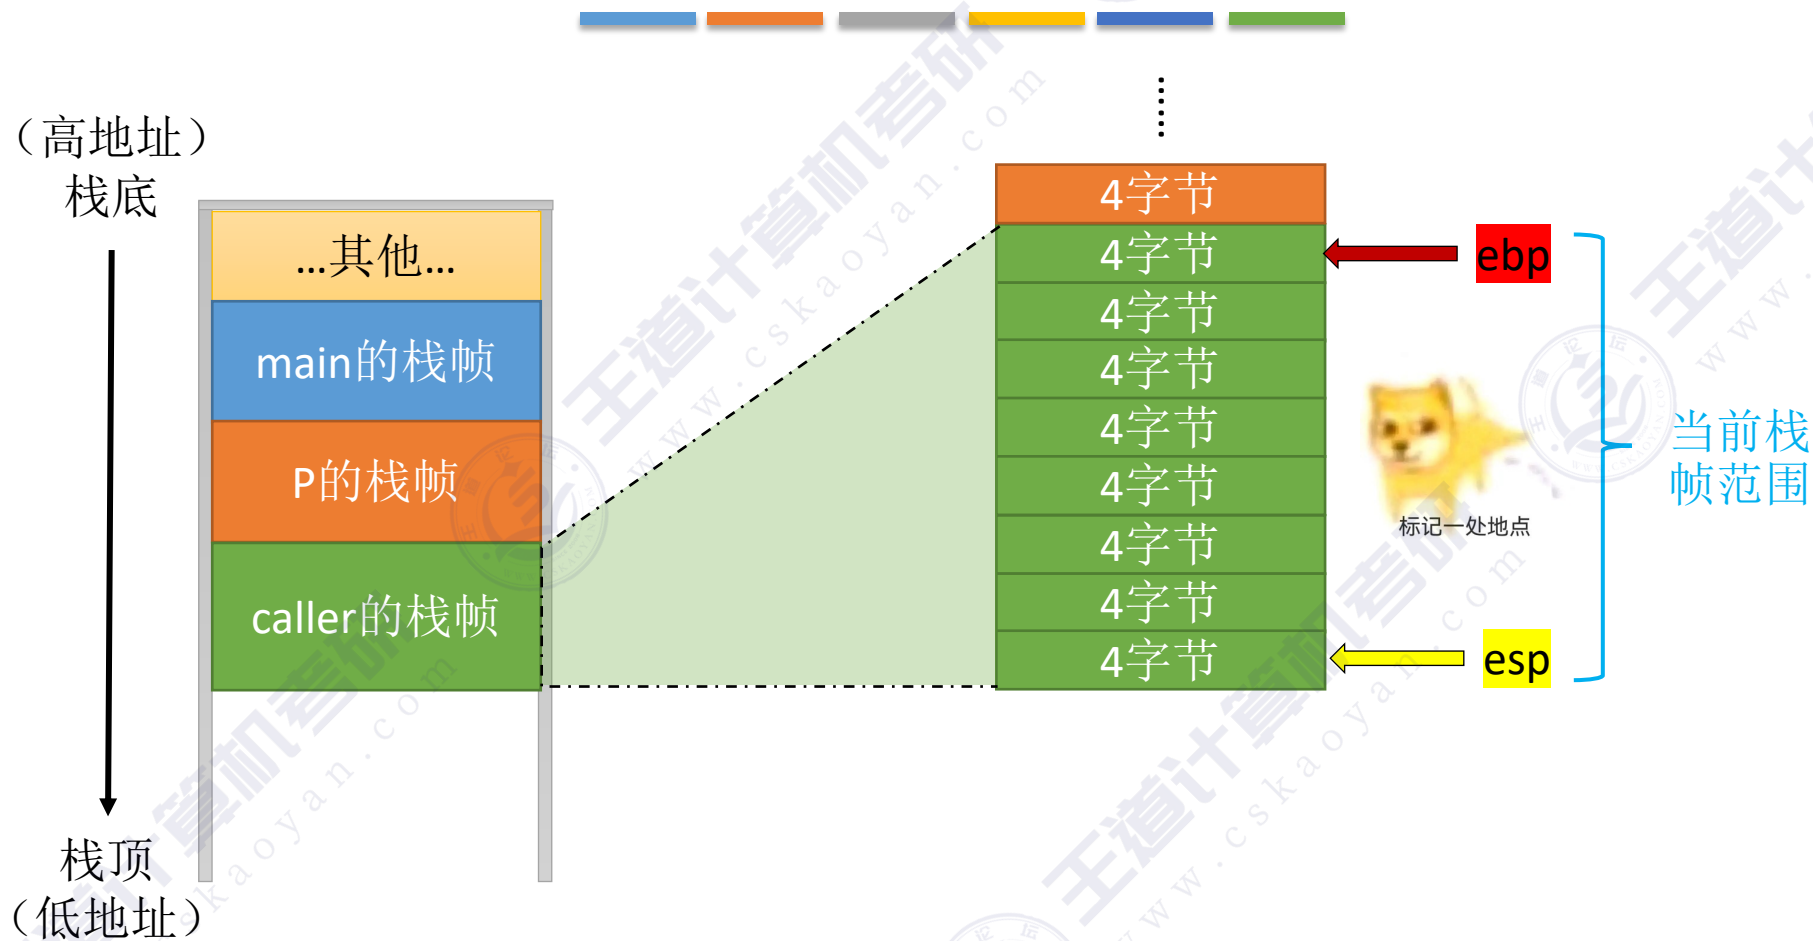 ……
（高地址）
栈底
...其他...
main的栈帧
P的栈帧
caller的栈帧
栈顶
（低地址）
4字节
4字节
4字节
4字节
4字节
4字节
4字节
4字节
4字节
ebp
esp
标记一处地点
当前栈
帧范围
王道计算机考研
www.cskaoyan.com